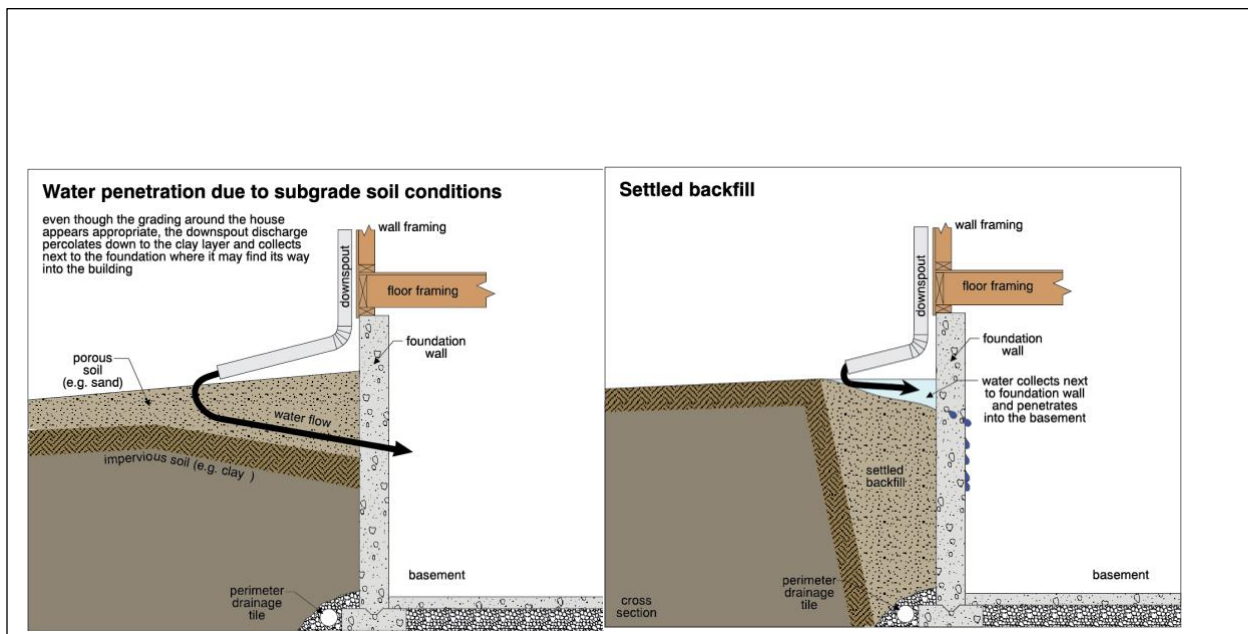 Water penetration due to subgrade soil conditions
even though the grading around the house
appears appropriate, the downspout discharge
percolates down to the clay layer and collects
next to the foundation where it may find its way
into the building
downspout
wall framing
floor framing
foundation
wall
porous
soil
(e.g. sand)
water flow
impervious soil (e.g. clay )
basement
perimeter
drainage
tile
Settled backfill
wall framing
downspout
floor framing
foundation
wall
water collects next
to foundation wall
and penetrates
into the basement
settled
backfill
basement
perimeter
drainage
tile
cross
section